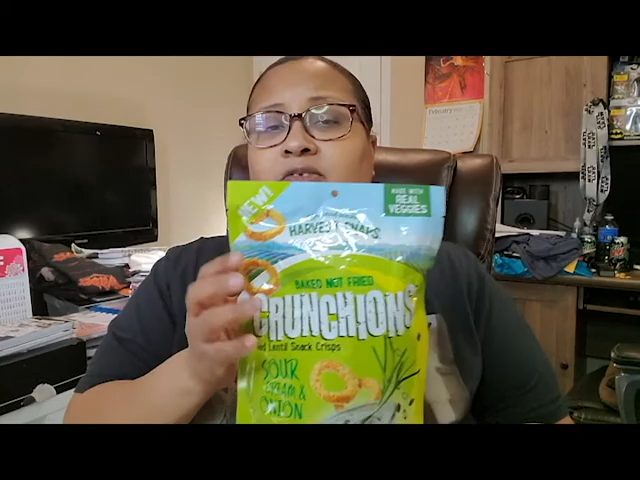 NEW!
MADE WITH
REAL
VEGGIES
HARVEST SNAPS
BAKED NOT FRIED
CRUNCHIONS
Lentil Snack Crisps
SOUR
CREAM &
ONION